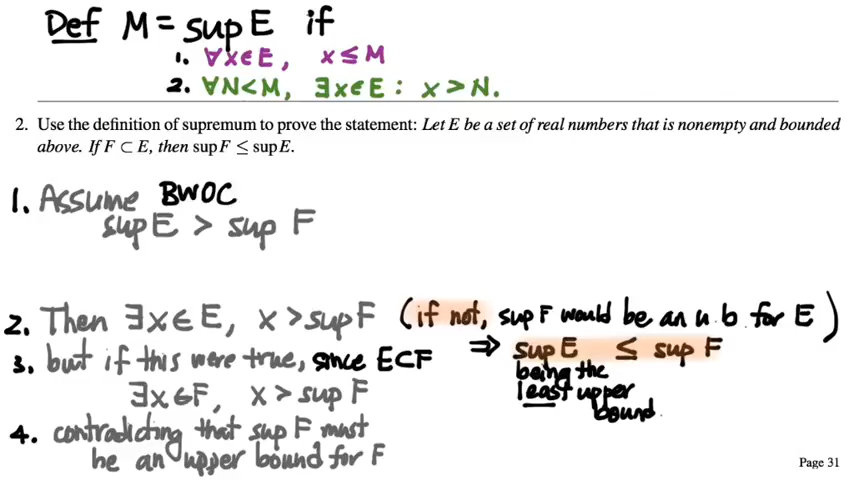 Def M = sup E if
1. ∀x∈E, x ≤ M
2. ∀N<M, ∃x∈E : x > N.
2. Use the definition of supremum to prove the statement: Let E be a set of real numbers that is nonempty and bounded
above. If F ⊂ E, then sup F ≤ sup E.
1. Assume BWOC
sup E > sup F
2. Then ∃x∈E, x > sup F (if not, sup F would be an u.b. for E)
⇒ sup E ≤ sup F
being the
least upper
bound.
3. but if this were true, since E⊂F
∃x∈F, x > sup F
4. contradicting that sup F must
be an upper bound for F
Page 31